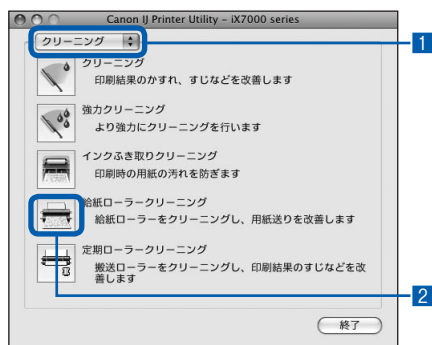 Canon IJ Printer Utility – iX7000 series
クリーニング
1
クリーニング
印刷結果のかすれ、すじなどを改善します
強力クリーニング
より強力にクリーニングを行います
インクふき取りクリーニング
印刷時の用紙の汚れを防ぎます
給紙ローラークリーニング
給紙ローラーをクリーニングし、用紙送りを改善します
定期ローラークリーニング
搬送ローラーをクリーニングし、印刷結果のすじなどを改
善します
2
終了